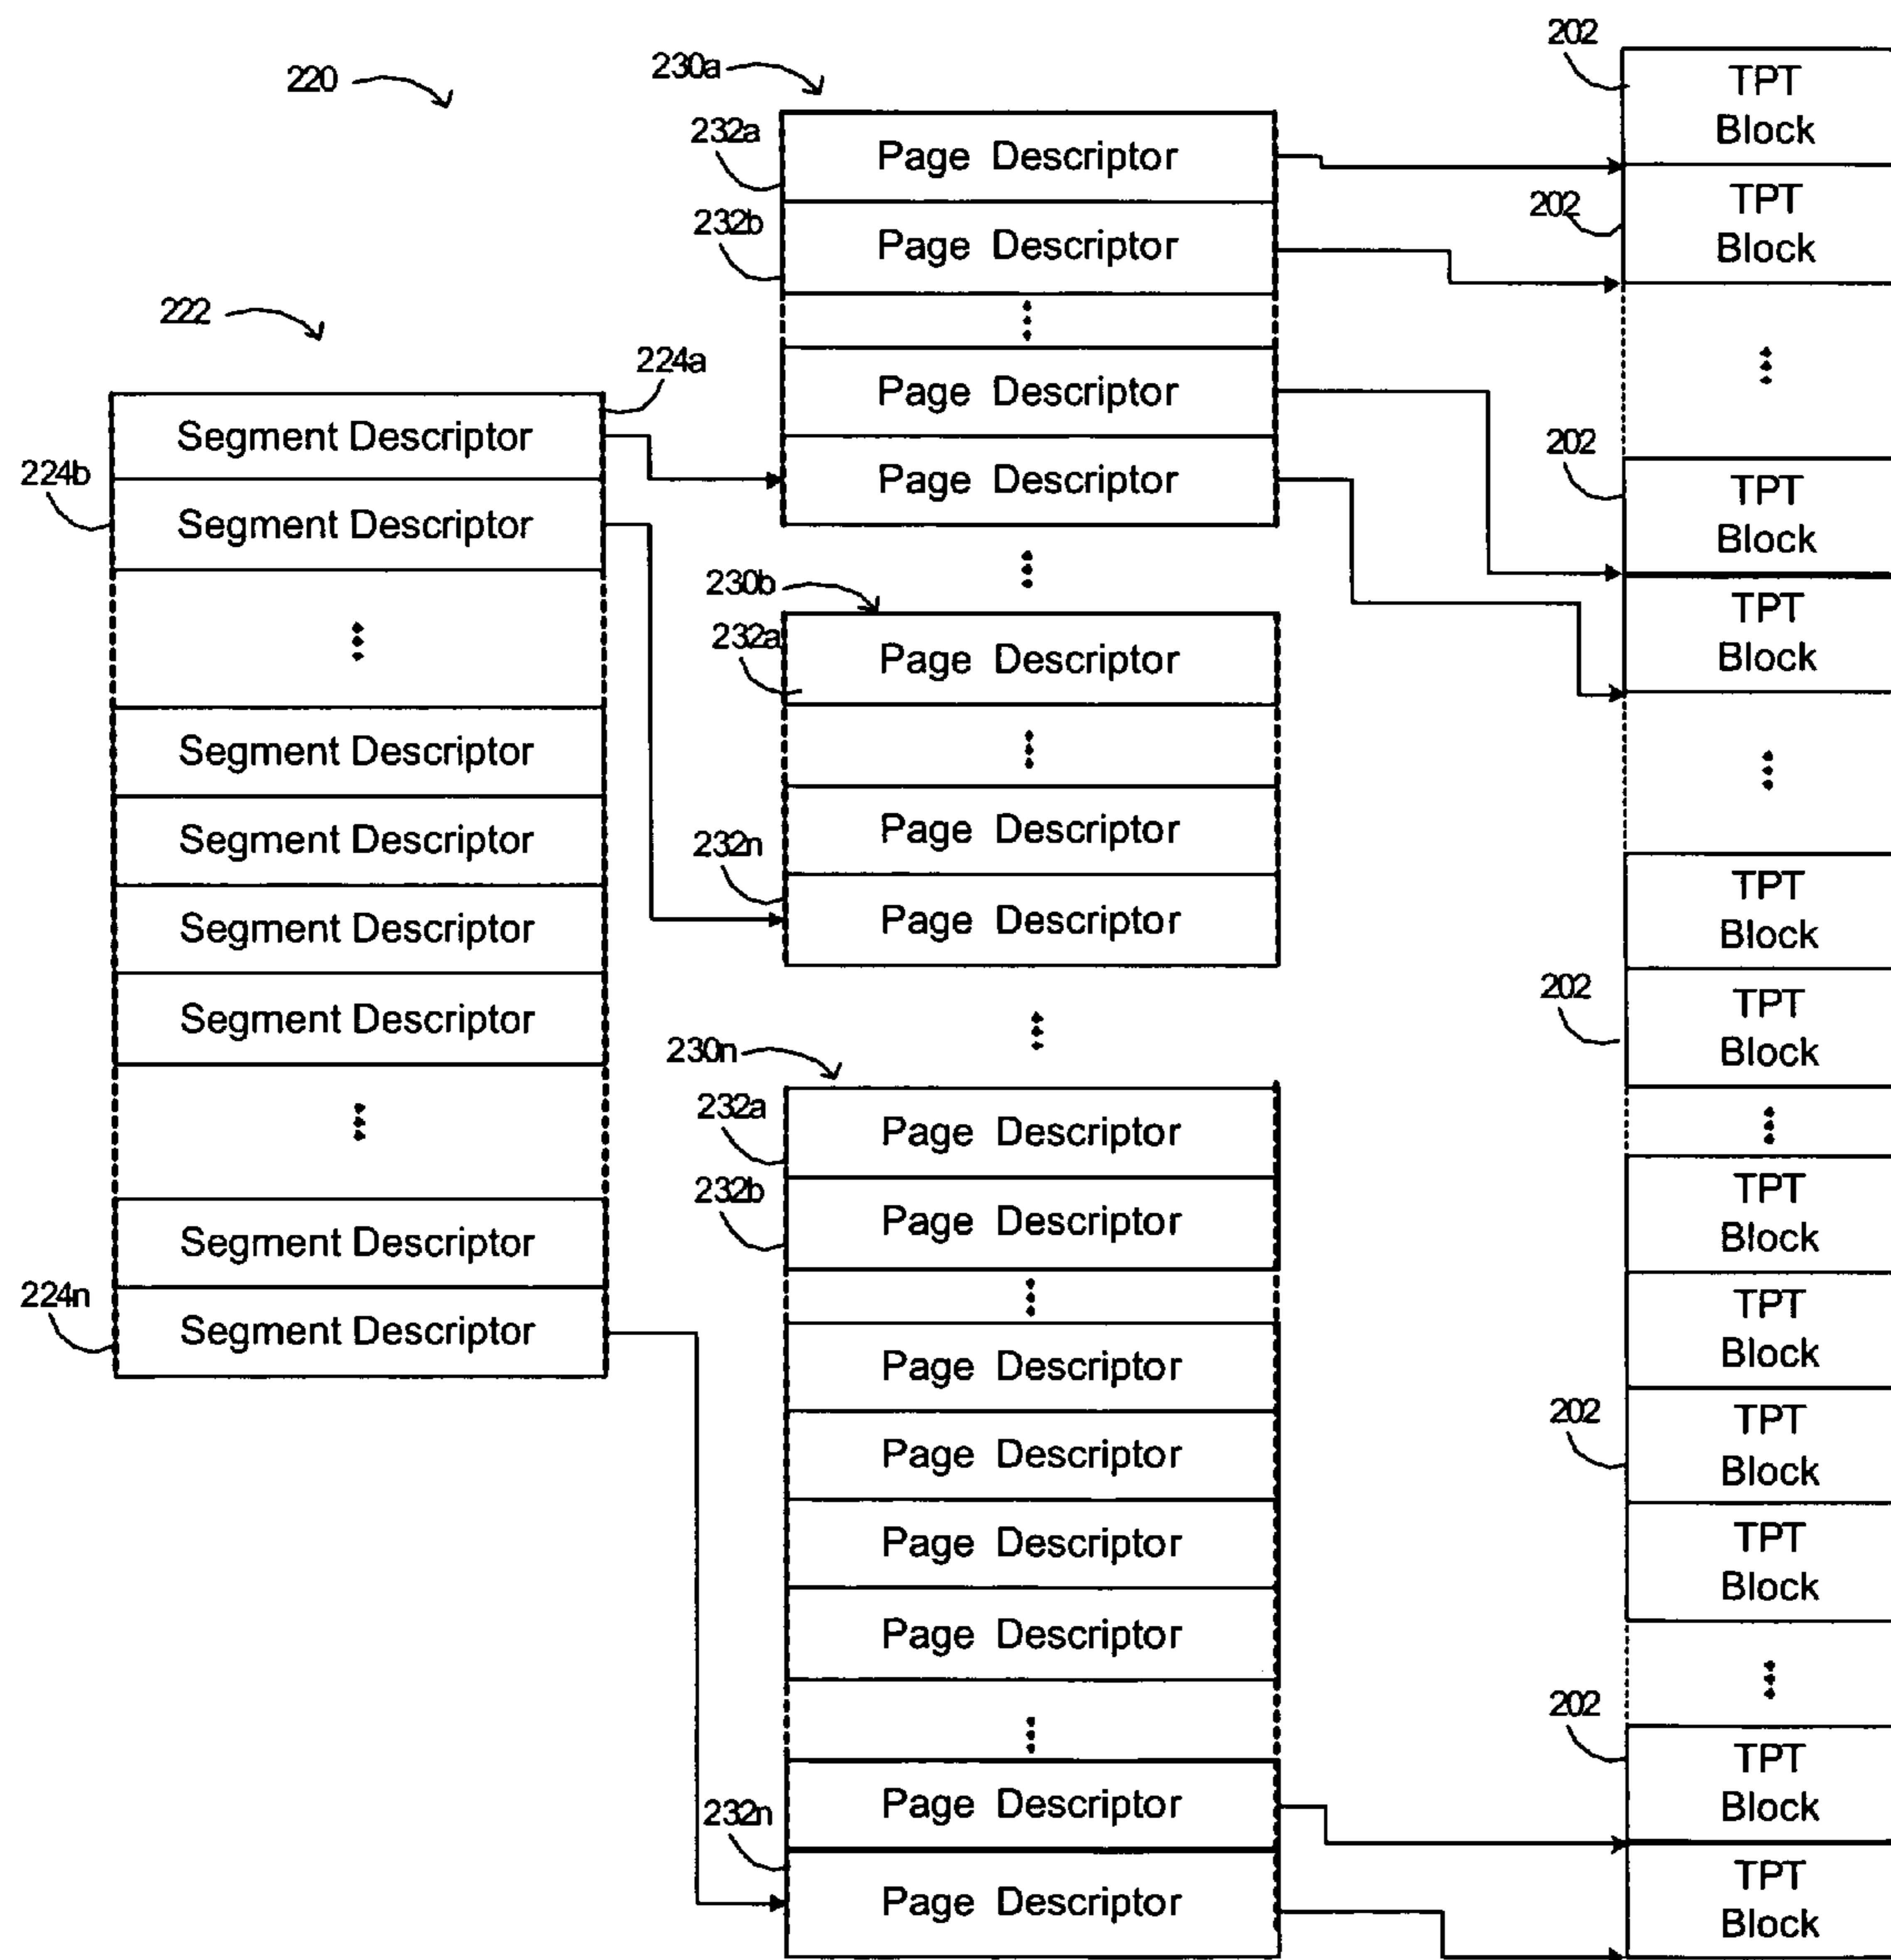 220
222
224a
Segment Descriptor
224b
Segment Descriptor
Segment Descriptor
Segment Descriptor
Segment Descriptor
Segment Descriptor
Segment Descriptor
224n
Segment Descriptor
230a
232a
Page Descriptor
232b
Page Descriptor
Page Descriptor
Page Descriptor
230b
232a
Page Descriptor
Page Descriptor
232n
Page Descriptor
230n
232a
Page Descriptor
232b
Page Descriptor
Page Descriptor
Page Descriptor
Page Descriptor
Page Descriptor
Page Descriptor
232n
Page Descriptor
202
TPT
Block
202
TPT
Block
202
TPT
Block
TPT
Block
TPT
Block
202
TPT
Block
TPT
Block
TPT
Block
202
TPT
Block
TPT
Block
202
TPT
Block
TPT
Block